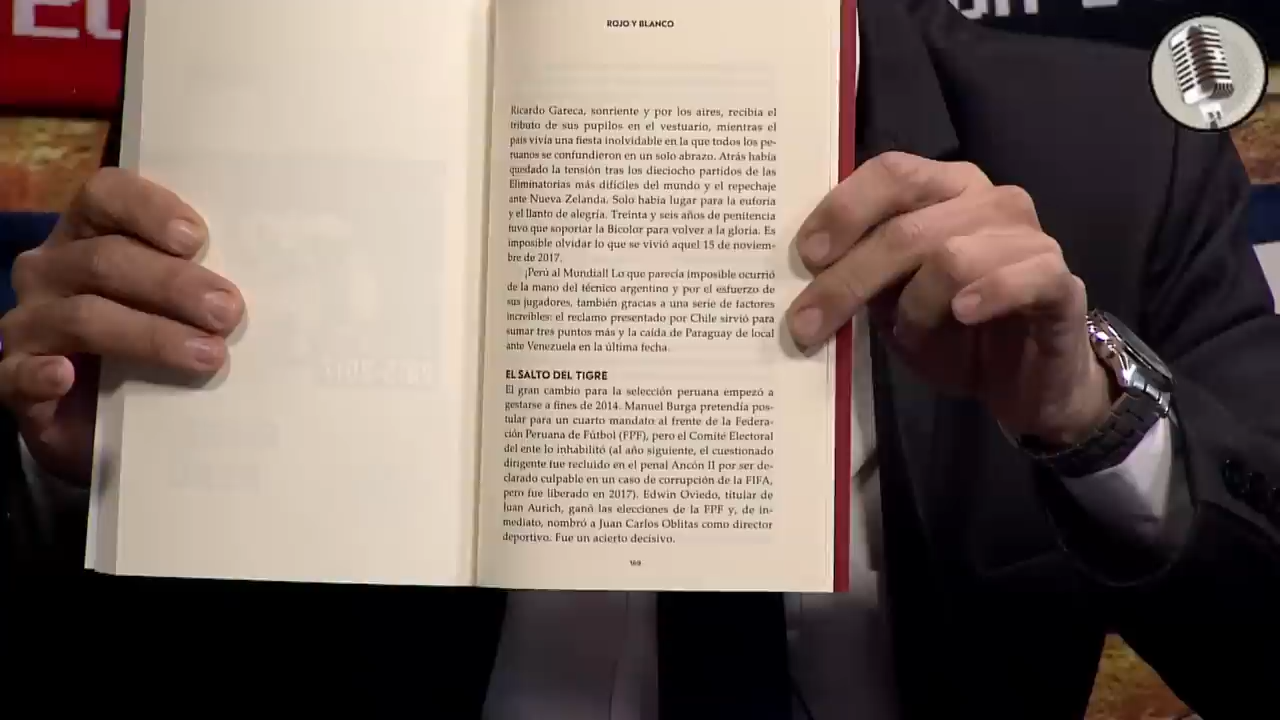 ROJO Y BLANCO
Ricardo Gareca, sonriente y por los aires, recibía el
tributo de sus pupilos en el vestuario, mientras el
país vivía una fiesta inolvidable en la que todos los pe-
ruanos se confundieron en un solo abrazo. Atrás había
quedado la tensión tras los dieciocho partidos de las
Eliminatorias más difíciles del mundo y el repechaje
ante Nueva Zelanda. Solo había lugar para la euforia
y el llanto de alegría. Treinta y seis años de penitencia
tuvo que soportar la Bicolor para volver a la gloria. Es
imposible olvidar lo que se vivió aquel 15 de noviem-
bre de 2017.
¡Perú al Mundial! Lo que parecía imposible ocurrió
de la mano del técnico argentino y por el esfuerzo de
sus jugadores, también gracias a una serie de factores
increíbles: el reclamo presentado por Chile sirvió para
sumar tres puntos más y la caída de Paraguay de local
ante Venezuela en la última fecha.
EL SALTO DEL TIGRE
El gran cambio para la selección peruana empezó a
gestarse a fines de 2014. Manuel Burga pretendía pos-
tular para un cuarto mandato al frente de la Federa-
ción Peruana de Fútbol (FPF), pero el Comité Electoral
del ente lo inhabilitó (al año siguiente, el cuestionado
dirigente fue recluido en el penal Ancón II por ser de-
clarado culpable en un caso de corrupción de la FIFA,
pero fue liberado en 2017). Edwin Oviedo, titular de
Juan Aurich, ganó las elecciones de la FPF y, de in-
mediato, nombró a Juan Carlos Oblitas como director
deportivo. Fue un acierto decisivo.
169